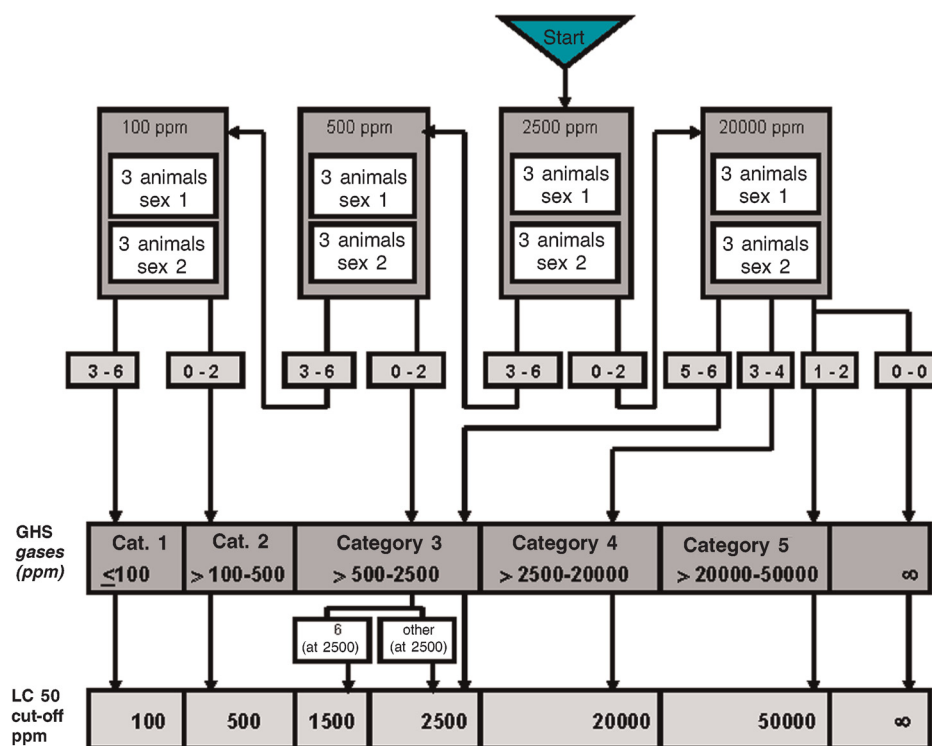 Start
100 ppm
500 ppm
2500 ppm
20000 ppm
3 animals
sex 1
3 animals
sex 1
3 animals
sex 1
3 animals
sex 1
3 animals
sex 2
3 animals
sex 2
3 animals
sex 2
3 animals
sex 2
3 - 6
0 - 2
3 - 6
0 - 2
3 - 6
0 - 2
5 - 6
3 - 4
1 - 2
0 - 0
GHS
gases
(ppm)
Cat. 1
≤100
Cat. 2
> 100-500
Category 3
> 500-2500
Category 4
> 2500-20000
Category 5
> 20000-50000
∞
6
(at 2500)
other
(at 2500)
LC 50
cut-off
ppm
100
500
1500
2500
20000
50000
∞